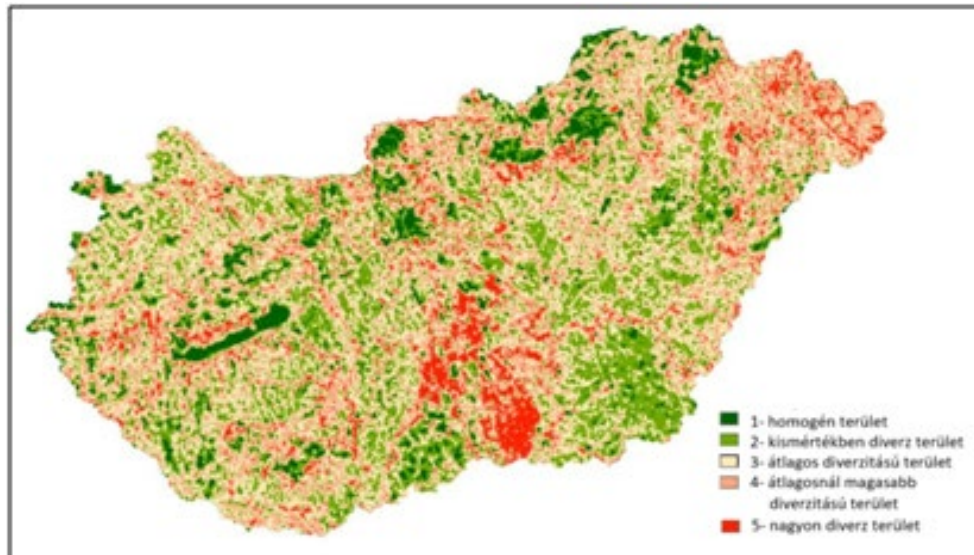 1- homogén terület
2- kismértékben diverz terület
3- átlagos diverzitású terület
4- átlagosnál magasabb
diverzitású terület
5- nagyon diverz terület